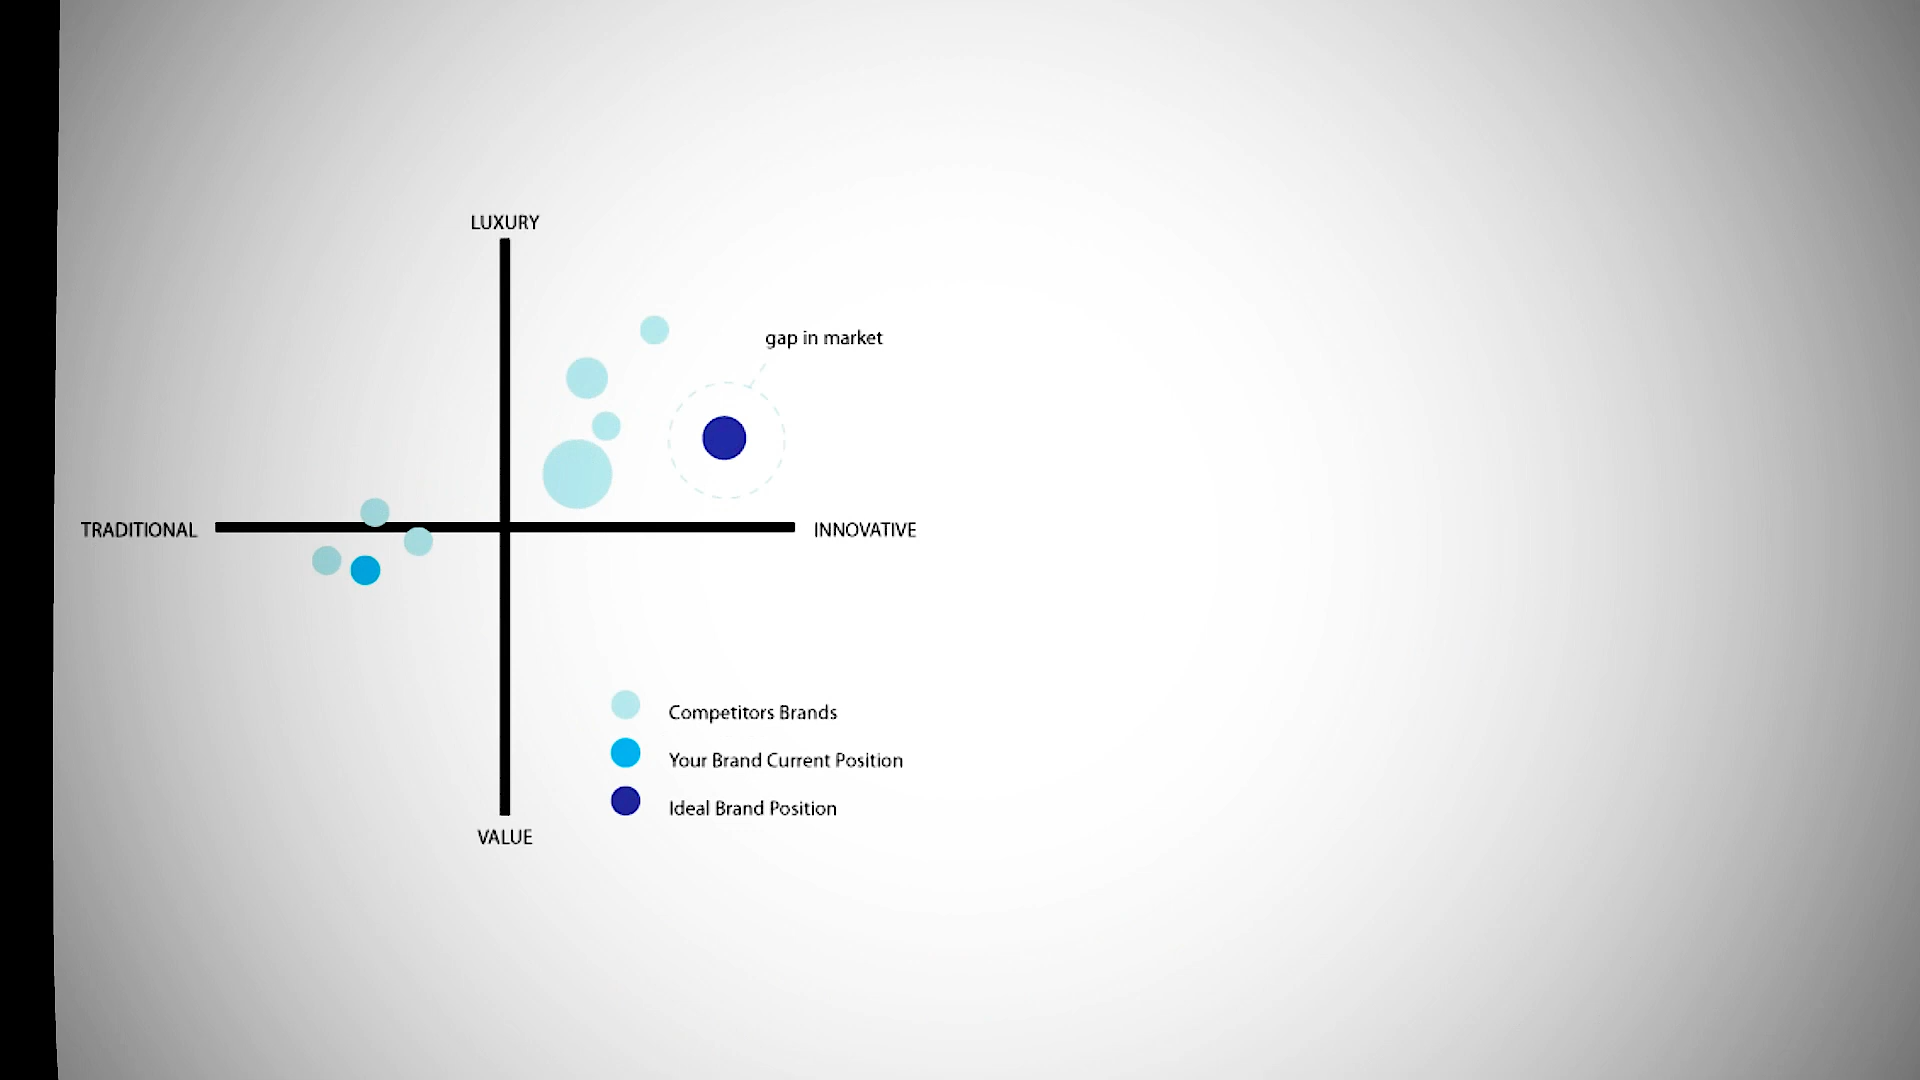 LUXURY
gap in market
TRADITIONAL
INNOVATIVE
Competitors Brands
Your Brand Current Position
Ideal Brand Position
VALUE